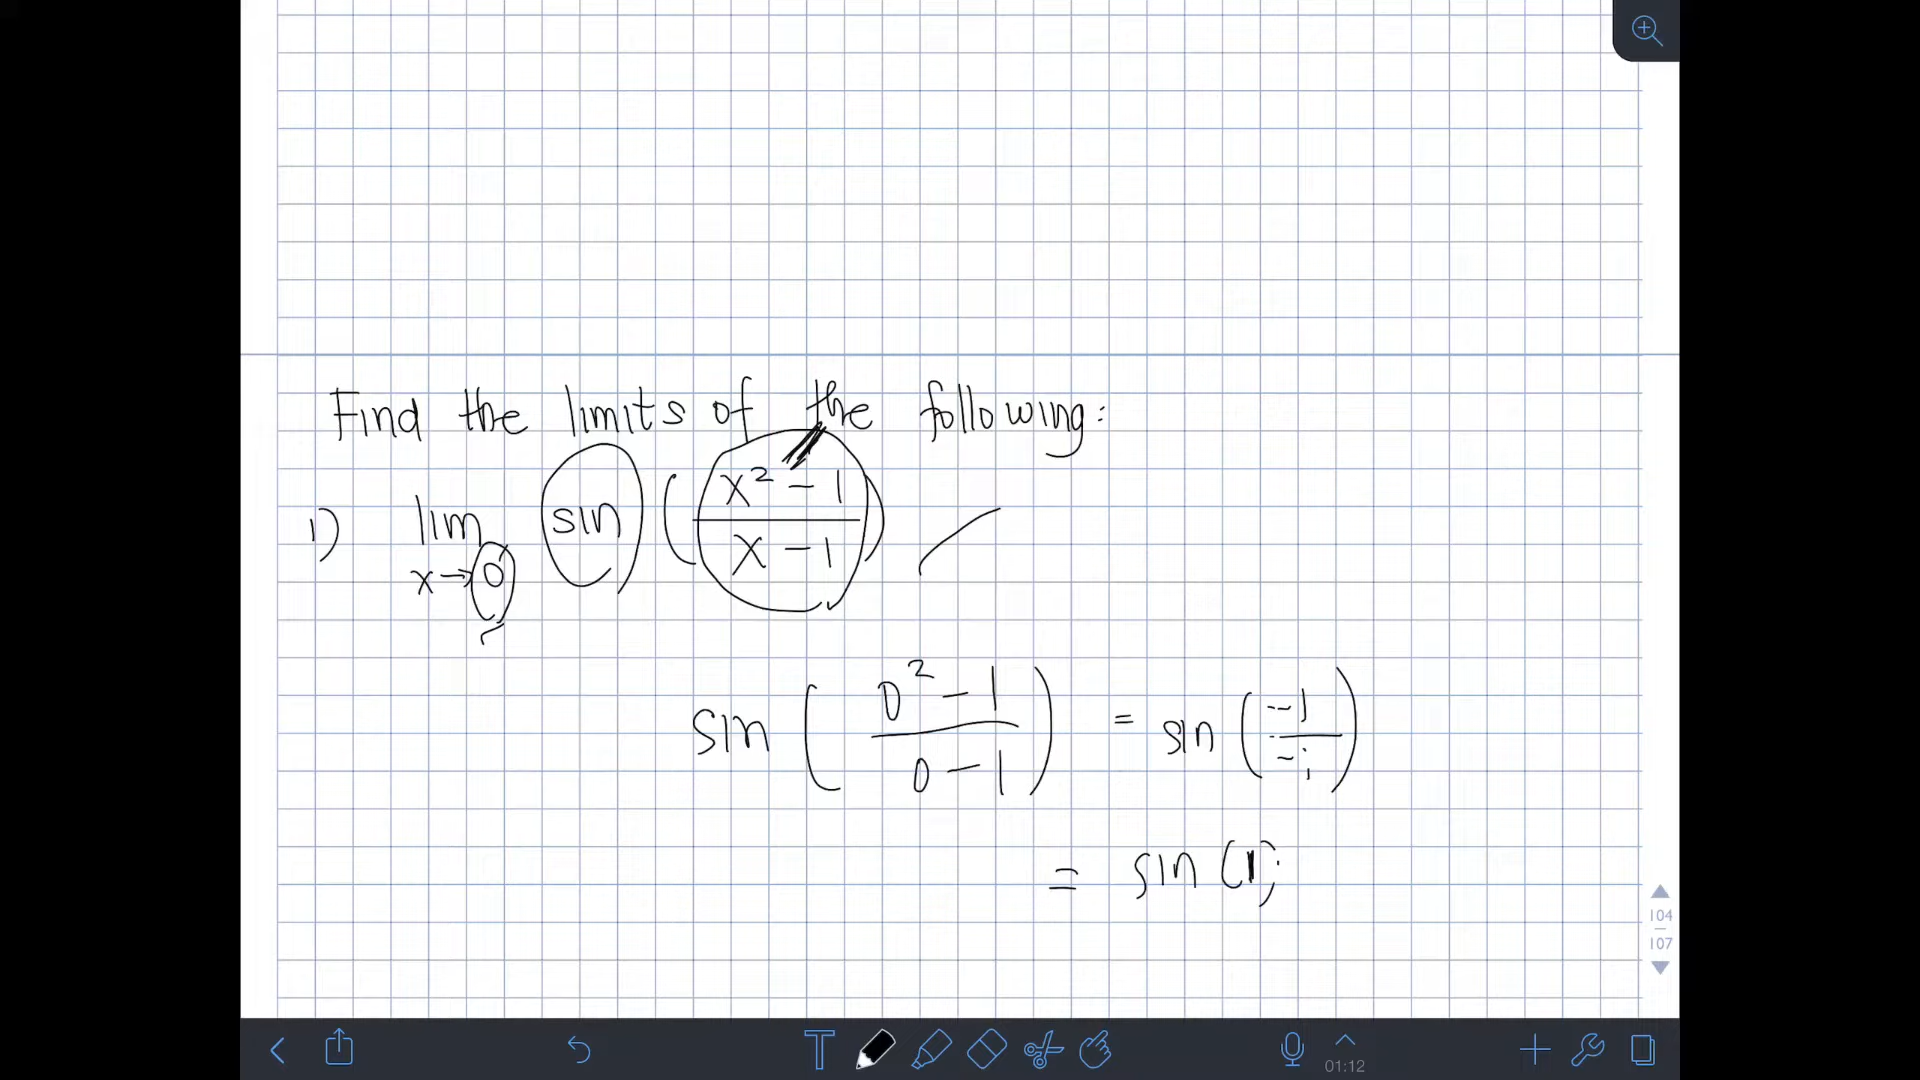 Find the limits of the following:
1) lim x→0 sin ( x² - 1 / x - 1 )
sin ( 0² - 1 / 0 - 1 ) = sin ( -1 / -1 )
= sin (1)
104
107
T
01:12